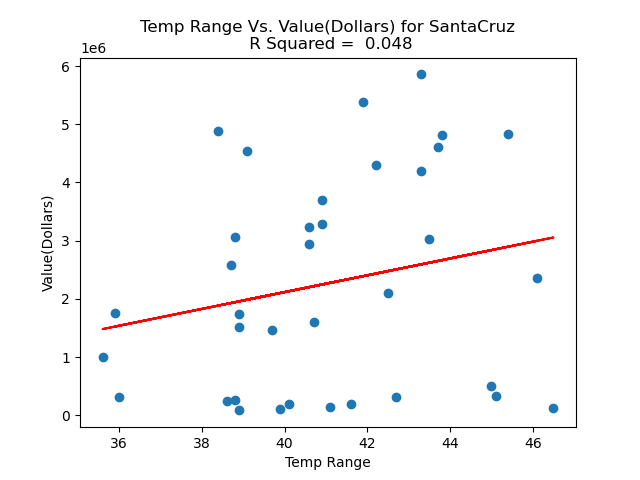 Temp Range Vs. Value(Dollars) for SantaCruz
R Squared =  0.048
1e6
6
5
4
3
2
1
0
Value(Dollars)
36 38 40 42 44 46
Temp Range